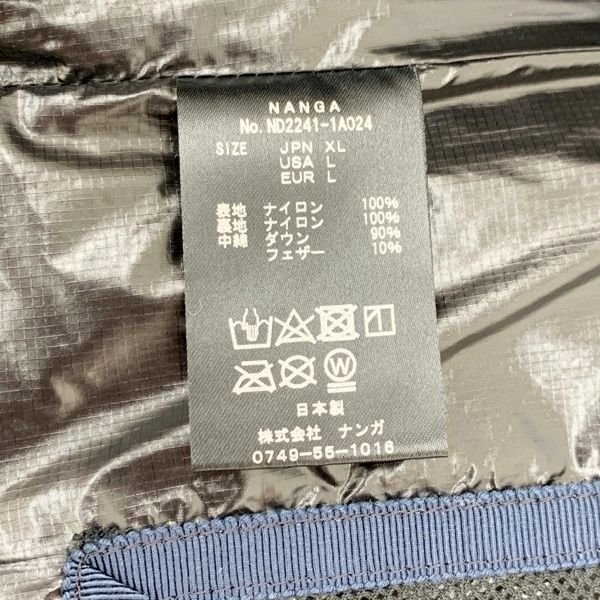 NANGA
No. ND2241-1A024
SIZE JPN XL
USA L
EUR L
表地 ナイロン 100%
裏地 ナイロン 100%
中綿 ダウン 90%
フェザー 10%
W
日本製
株式会社 ナンガ
0749-55-1016